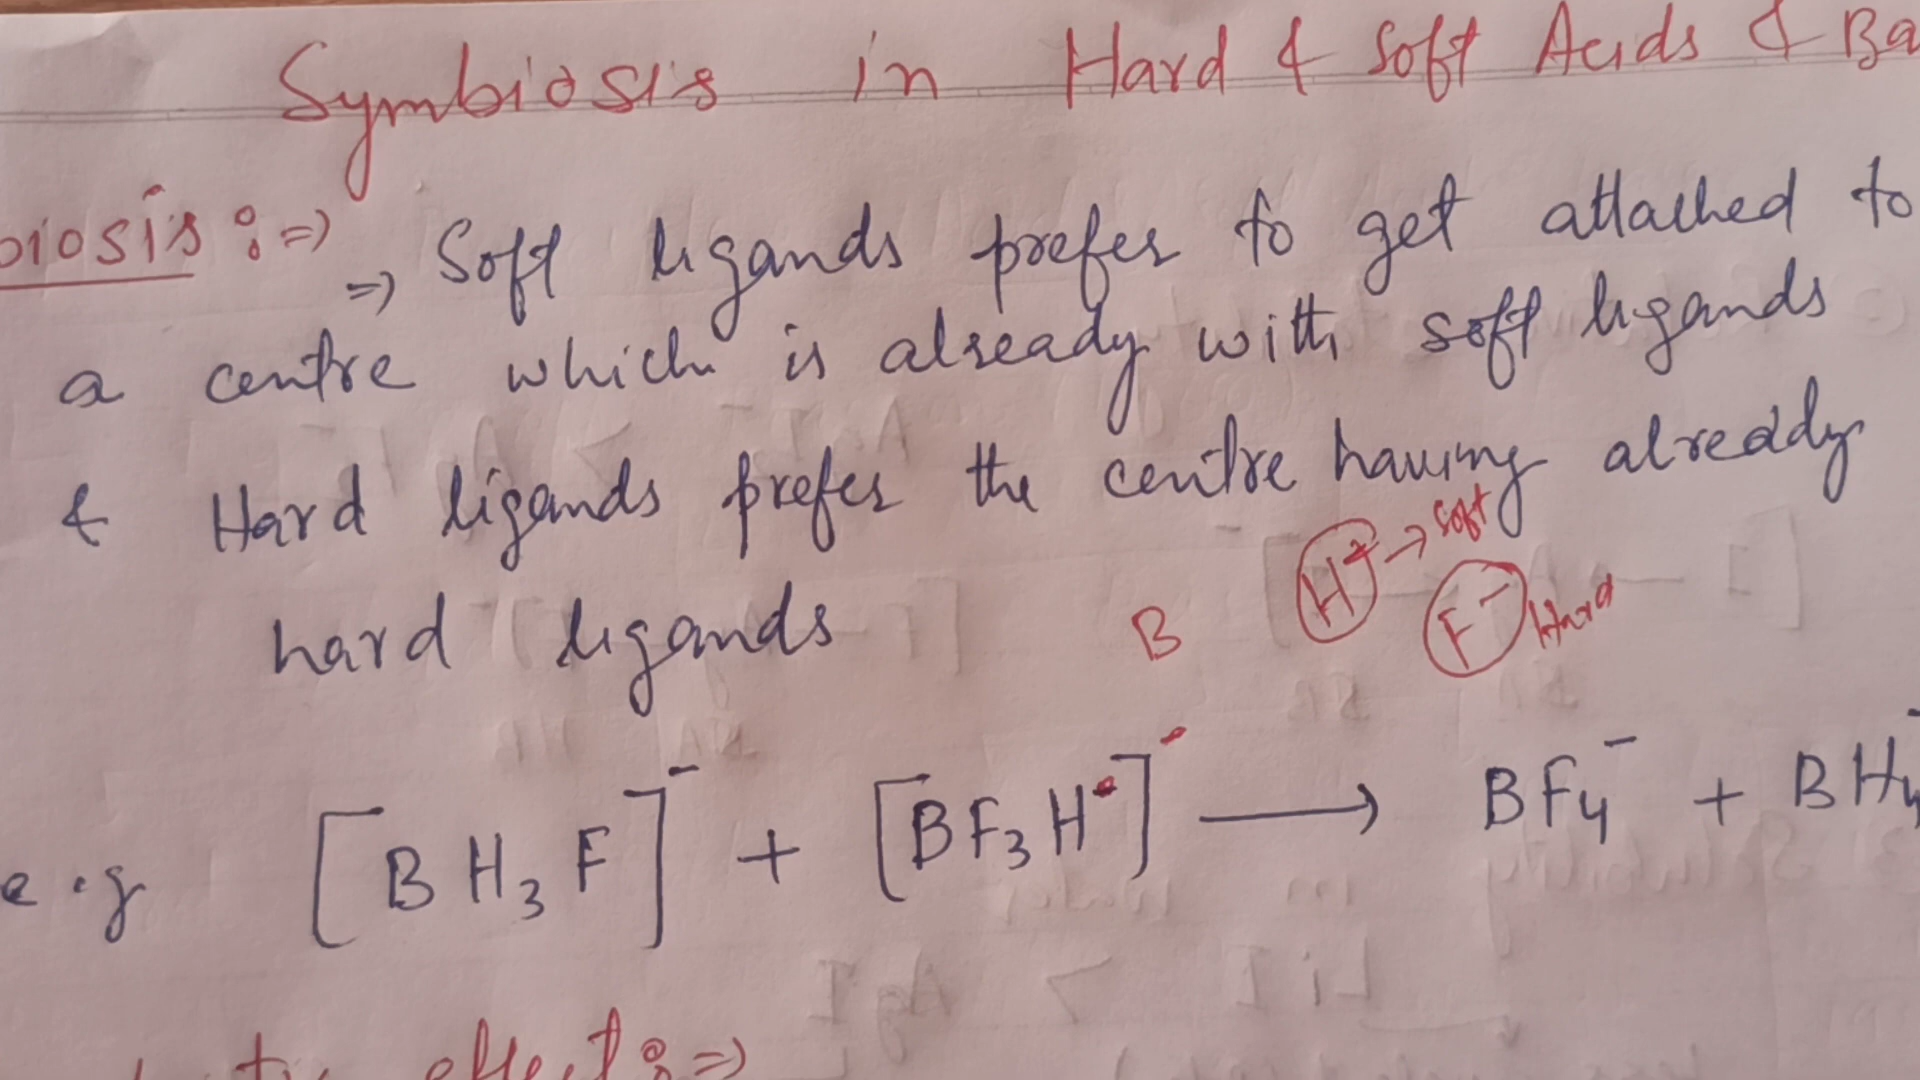 Symbiosis in Hard & Soft Acids & Ba
biosis :⇒
⇒ Soft ligands prefer to get attached to
a centre which is already with soft ligands
& Hard ligands prefer the centre having already
hard ligands
B H⁺ → soft F⁻ Hard
e.g [BH₃F]⁻ + [BF₃H]⁻ ⟶ BF₄⁻ + BH₄⁻
effect :⇒